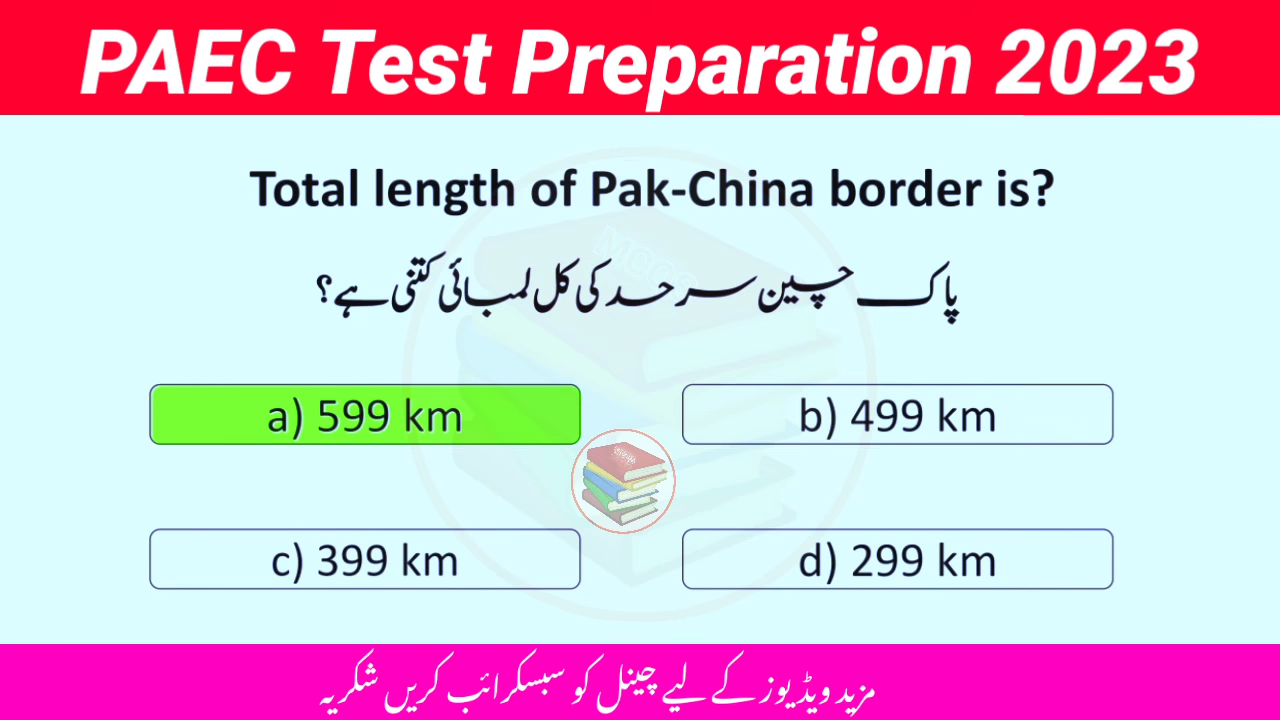 PAEC Test Preparation 2023
Total length of Pak-China border is?
پاک چین سرحد کی کل لمبائی کتنی ہے؟
a) 599 km
b) 499 km
c) 399 km
d) 299 km
مزید ویڈیوز کے لیے چینل کو سبسکرائب کریں شکریہ